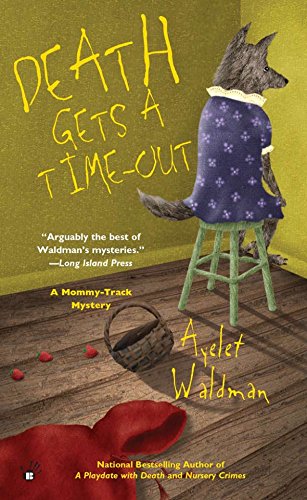 DEATH
GETS A
TIME-OUT
"Arguably the best of
Waldman's mysteries."
—Long Island Press
A Mommy-Track
Mystery
Ayelet
Waldman
B
National Bestselling Author of
A Playdate with Death and Nursery Crimes